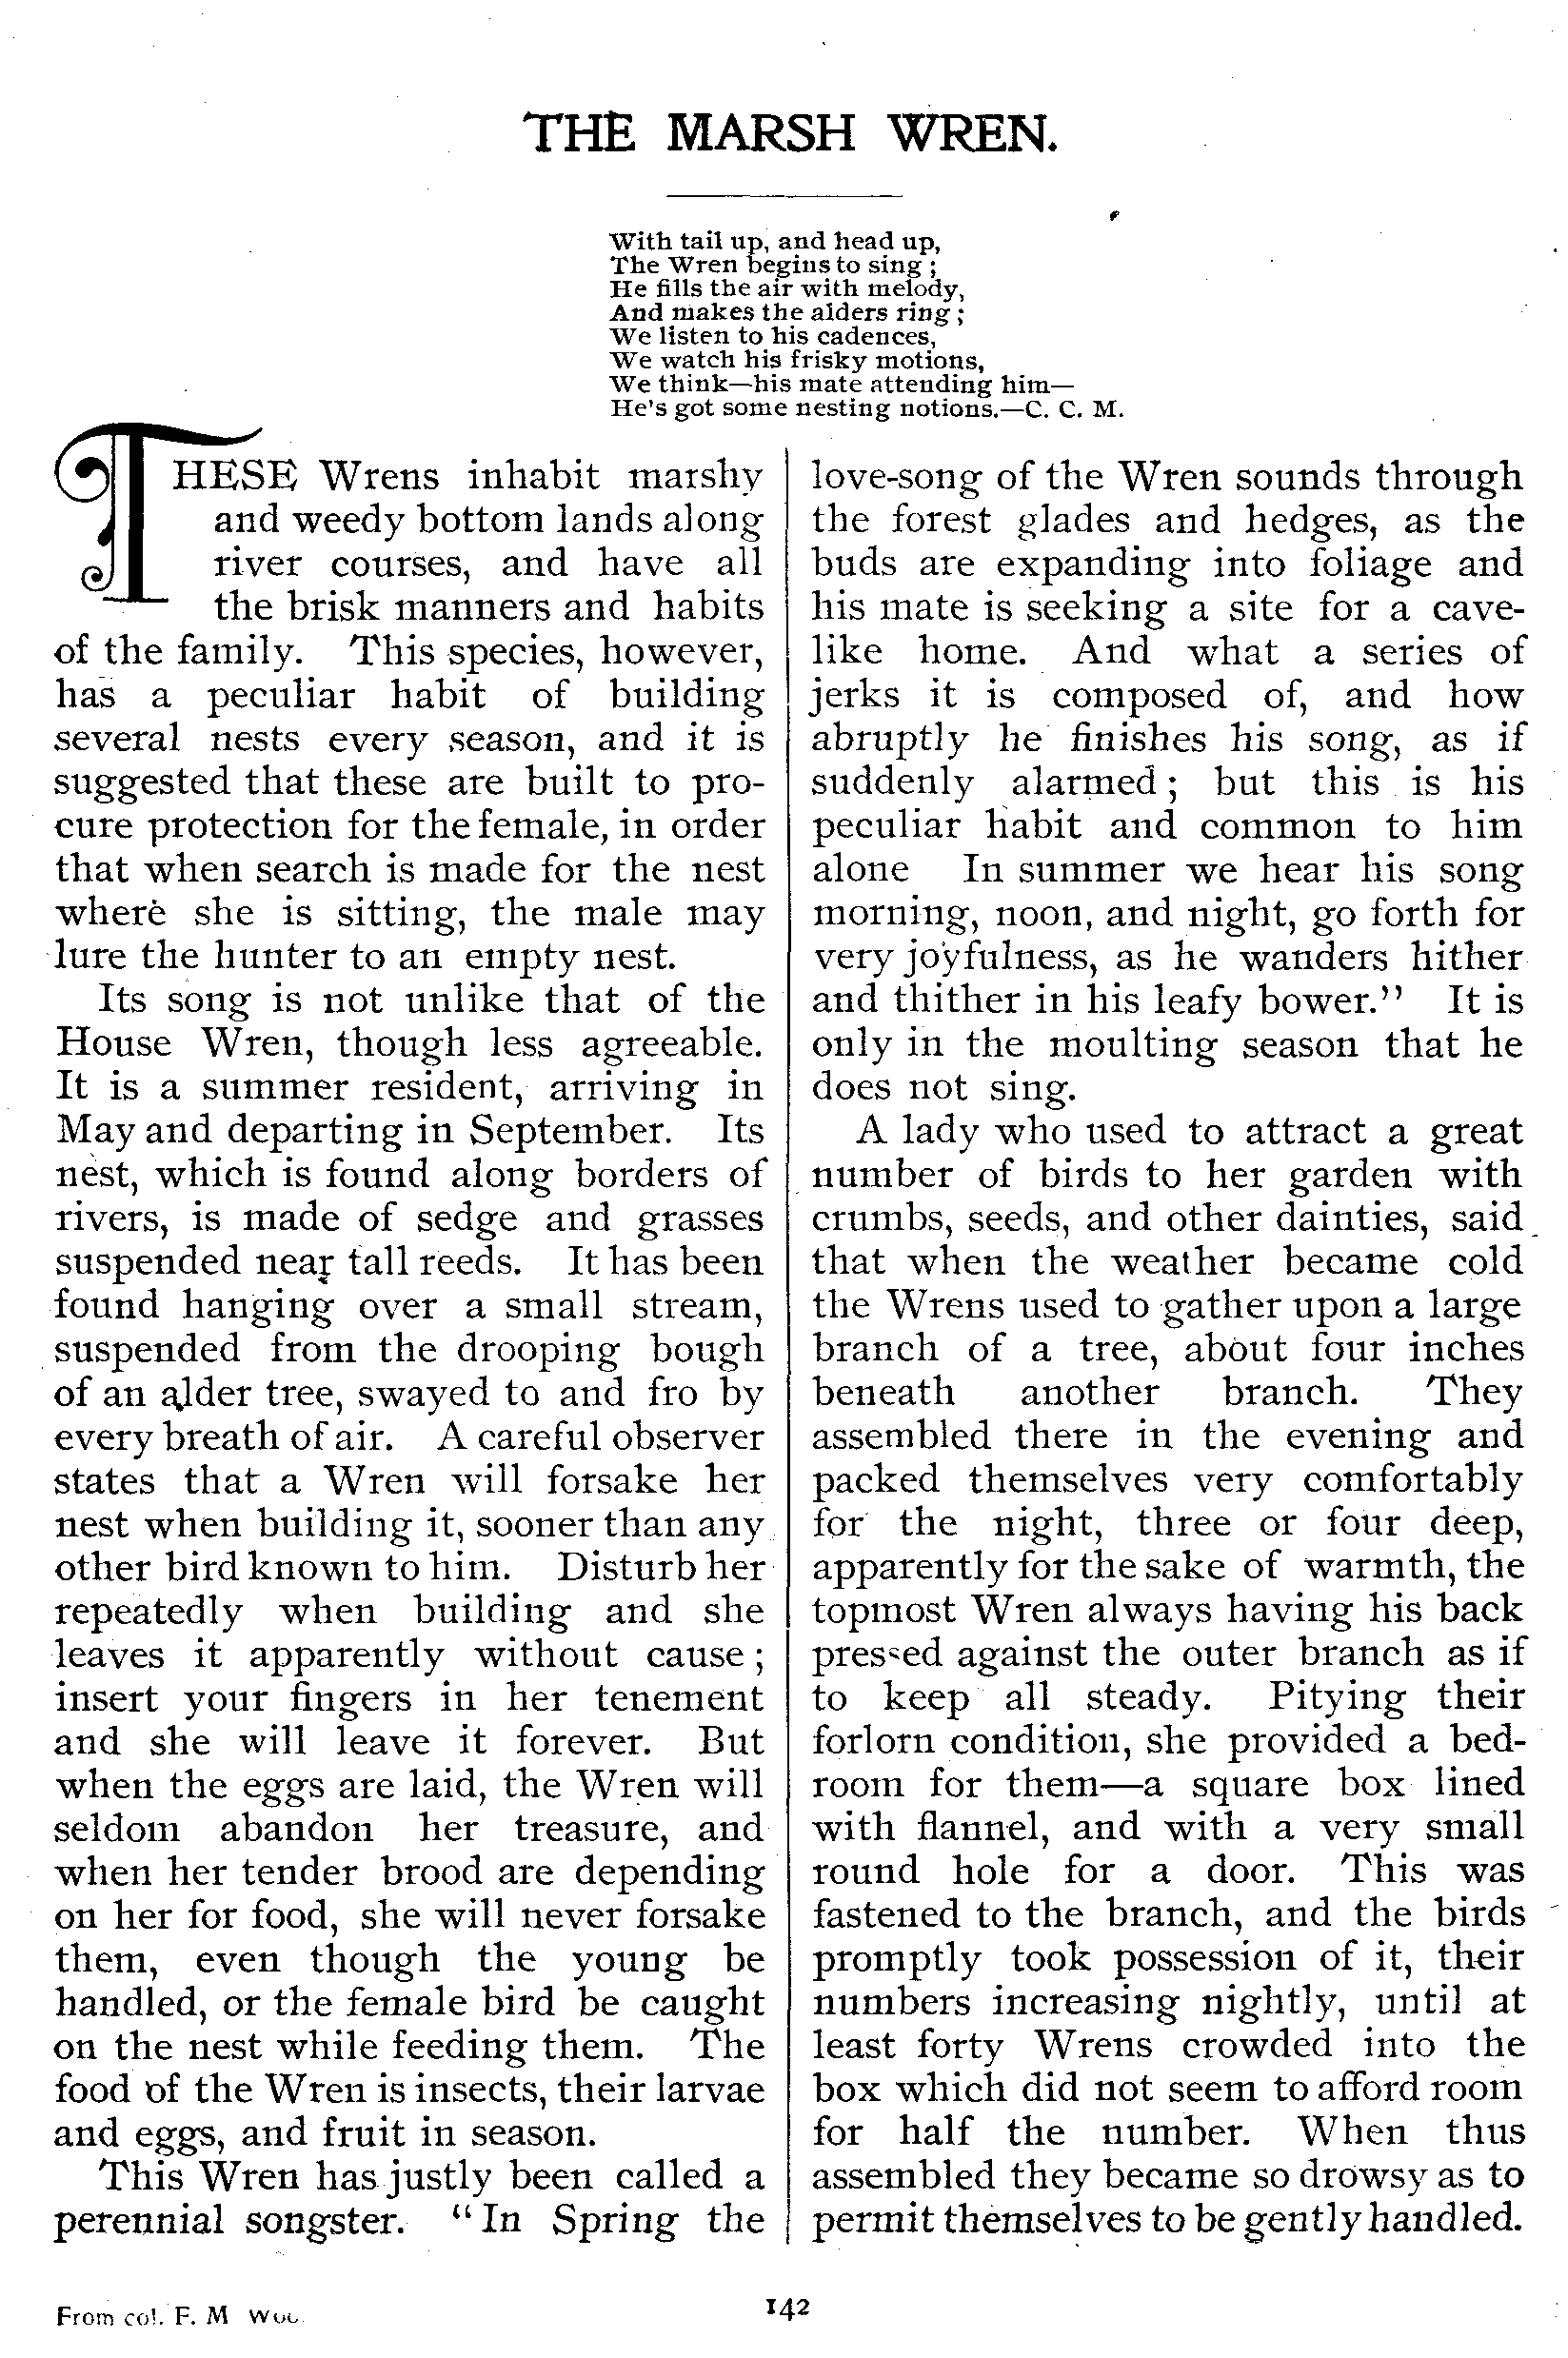 THE MARSH WREN.
With tail up, and head up,
The Wren begins to sing;
He fills the air with melody,
And makes the alders ring;
We listen to his cadences,
We watch his frisky motions,
We think—his mate attending him—
He's got some nesting notions.—C. C. M.
THESE Wrens inhabit marshy
and weedy bottom lands along
river courses, and have all
the brisk manners and habits
of the family. This species, however,
has a peculiar habit of building
several nests every season, and it is
suggested that these are built to pro-
cure protection for the female, in order
that when search is made for the nest
where she is sitting, the male may
lure the hunter to an empty nest.
Its song is not unlike that of the
House Wren, though less agreeable.
It is a summer resident, arriving in
May and departing in September. Its
nest, which is found along borders of
rivers, is made of sedge and grasses
suspended near tall reeds. It has been
found hanging over a small stream,
suspended from the drooping bough
of an alder tree, swayed to and fro by
every breath of air. A careful observer
states that a Wren will forsake her
nest when building it, sooner than any
other bird known to him. Disturb her
repeatedly when building and she
leaves it apparently without cause;
insert your fingers in her tenement
and she will leave it forever. But
when the eggs are laid, the Wren will
seldom abandon her treasure, and
when her tender brood are depending
on her for food, she will never forsake
them, even though the young be
handled, or the female bird be caught
on the nest while feeding them. The
food of the Wren is insects, their larvae
and eggs, and fruit in season.
This Wren has justly been called a
perennial songster. "In Spring the
love-song of the Wren sounds through
the forest glades and hedges, as the
buds are expanding into foliage and
his mate is seeking a site for a cave-
like home. And what a series of
jerks it is composed of, and how
abruptly he finishes his song, as if
suddenly alarmed; but this is his
peculiar habit and common to him
alone In summer we hear his song
morning, noon, and night, go forth for
very joyfulness, as he wanders hither
and thither in his leafy bower." It is
only in the moulting season that he
does not sing.
A lady who used to attract a great
number of birds to her garden with
crumbs, seeds, and other dainties, said
that when the weather became cold
the Wrens used to gather upon a large
branch of a tree, about four inches
beneath another branch. They
assembled there in the evening and
packed themselves very comfortably
for the night, three or four deep,
apparently for the sake of warmth, the
topmost Wren always having his back
pressed against the outer branch as if
to keep all steady. Pitying their
forlorn condition, she provided a bed-
room for them—a square box lined
with flannel, and with a very small
round hole for a door. This was
fastened to the branch, and the birds
promptly took possession of it, their
numbers increasing nightly, until at
least forty Wrens crowded into the
box which did not seem to afford room
for half the number. When thus
assembled they became so drowsy as to
permit themselves to be gently handled.
From col. F. M
142